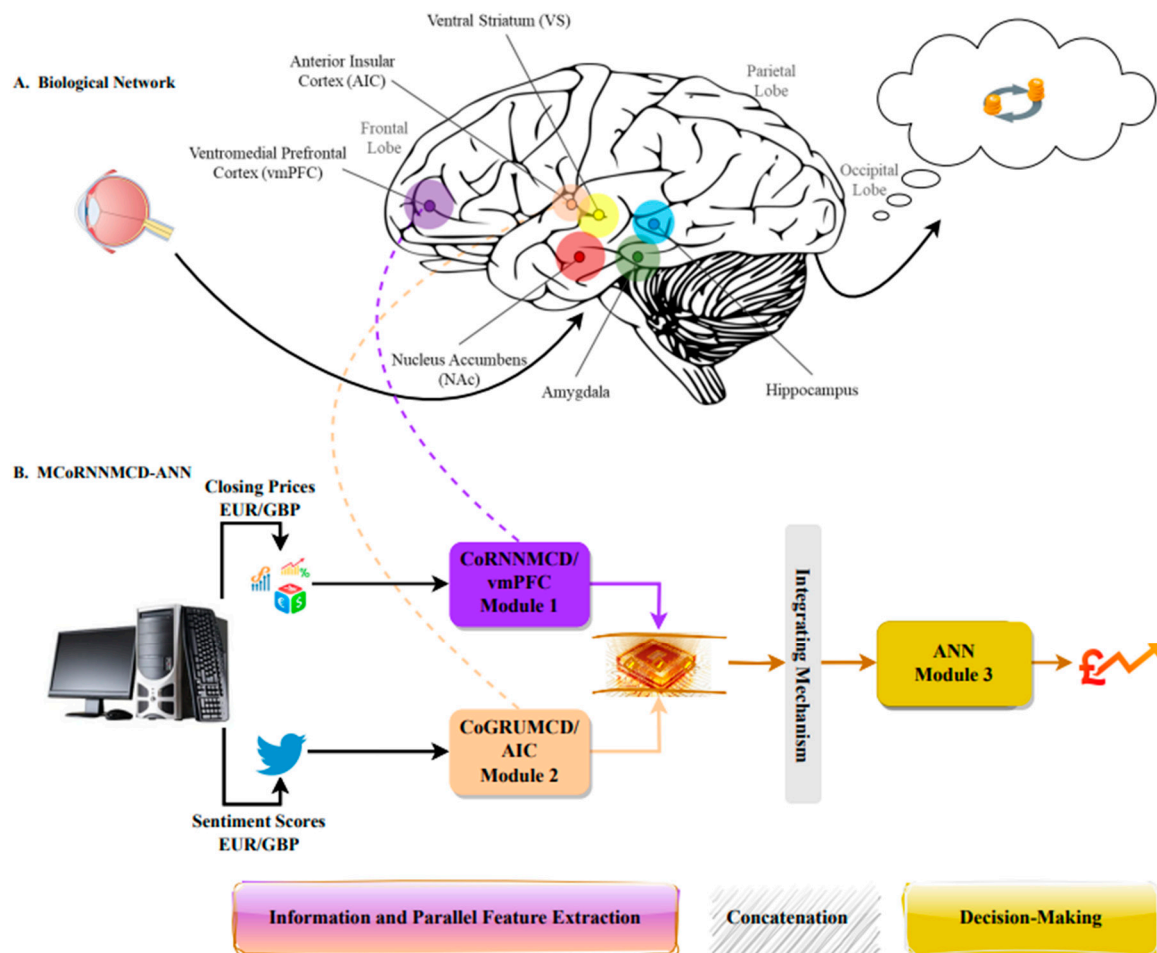 Ventral Striatum (VS)
A. Biological Network
Anterior Insular
Cortex (AIC)
Parietal
Lobe
Frontal
Lobe
Ventromedial Prefrontal
Cortex (vmPFC)
Occipital
Lobe
Nucleus Accumbens
(NAc)
Amygdala
Hippocampus
B. MCoRNNMCD-ANN
Closing Prices
EUR/GBP
CoRNNMCD/
vmPFC
Module 1
Integrating
Mechanism
ANN
Module 3
£
CoGRUMCD/
AIC
Module 2
Sentiment Scores
EUR/GBP
Information and Parallel Feature Extraction
Concatenation
Decision-Making